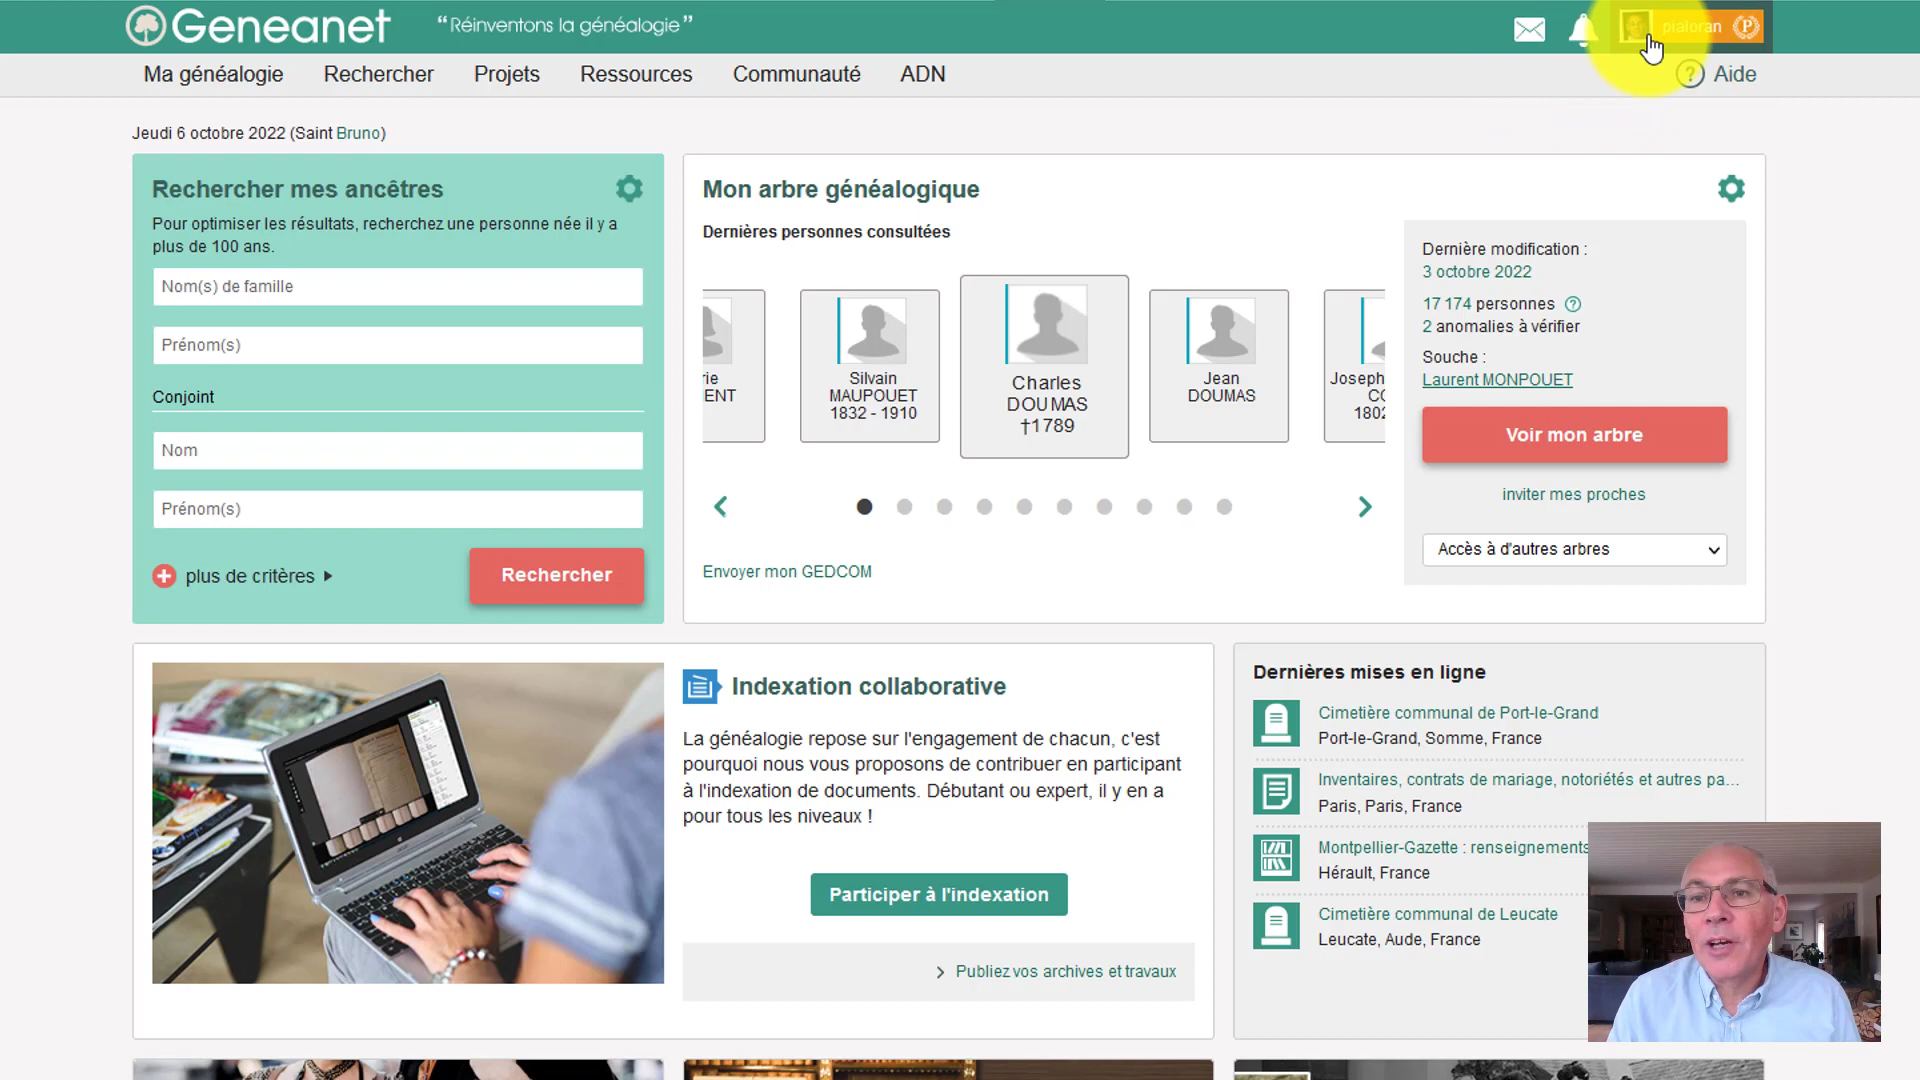 Geneanet
“Réinventons la généalogie”
pialoran
P
Ma généalogie
Rechercher
Projets
Ressources
Communauté
ADN
? Aide
Jeudi 6 octobre 2022 (Saint Bruno)
Rechercher mes ancêtres
Pour optimiser les résultats, recherchez une personne née il y a
plus de 100 ans.
Nom(s) de famille
Prénom(s)
Conjoint
Nom
Prénom(s)
plus de critères
Rechercher
Mon arbre généalogique
Dernières personnes consultées
rie
ENT
Silvain
MAUPOUET
1832 - 1910
Charles
DOUMAS
†1789
Jean
DOUMAS
Joseph
CO
1802
Envoyer mon GEDCOM
Dernière modification :
3 octobre 2022
17 174 personnes ?
2 anomalies à vérifier
Souche :
Laurent MONPOUET
Voir mon arbre
inviter mes proches
Accès à d'autres arbres
Indexation collaborative
La généalogie repose sur l'engagement de chacun, c'est
pourquoi nous vous proposons de contribuer en participant
à l'indexation de documents. Débutant ou expert, il y en a
pour tous les niveaux !
Participer à l'indexation
Publiez vos archives et travaux
Dernières mises en ligne
Cimetière communal de Port-le-Grand
Port-le-Grand, Somme, France
Inventaires, contrats de mariage, notoriétés et autres pa...
Paris, Paris, France
Montpellier-Gazette : renseignements
Hérault, France
Cimetière communal de Leucate
Leucate, Aude, France